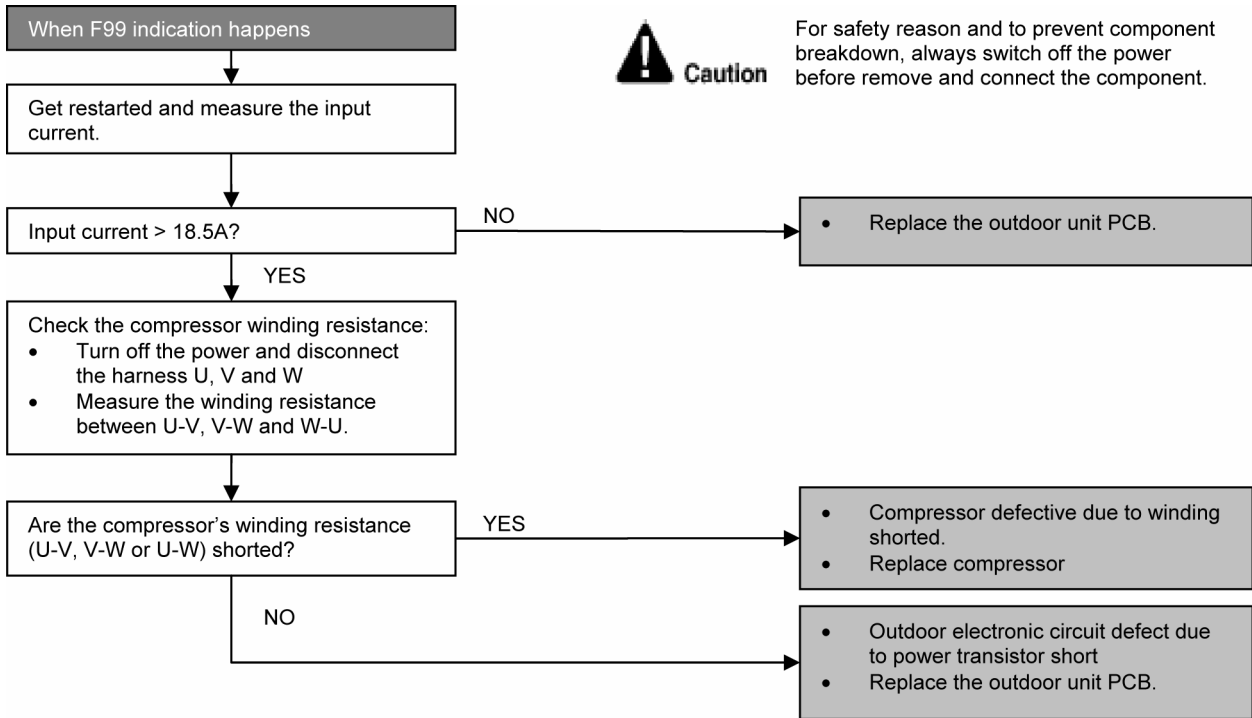 When F99 indication happens
For safety reason and to prevent component
breakdown, always switch off the power
before remove and connect the component.
Caution
Get restarted and measure the input
current.
Input current > 18.5A?
NO
• Replace the outdoor unit PCB.
YES
Check the compressor winding resistance:
• Turn off the power and disconnect
the harness U, V and W
• Measure the winding resistance
between U-V, V-W and W-U.
Are the compressor’s winding resistance
(U-V, V-W or U-W) shorted?
YES
• Compressor defective due to winding
shorted.
• Replace compressor
NO
• Outdoor electronic circuit defect due
to power transistor short
• Replace the outdoor unit PCB.